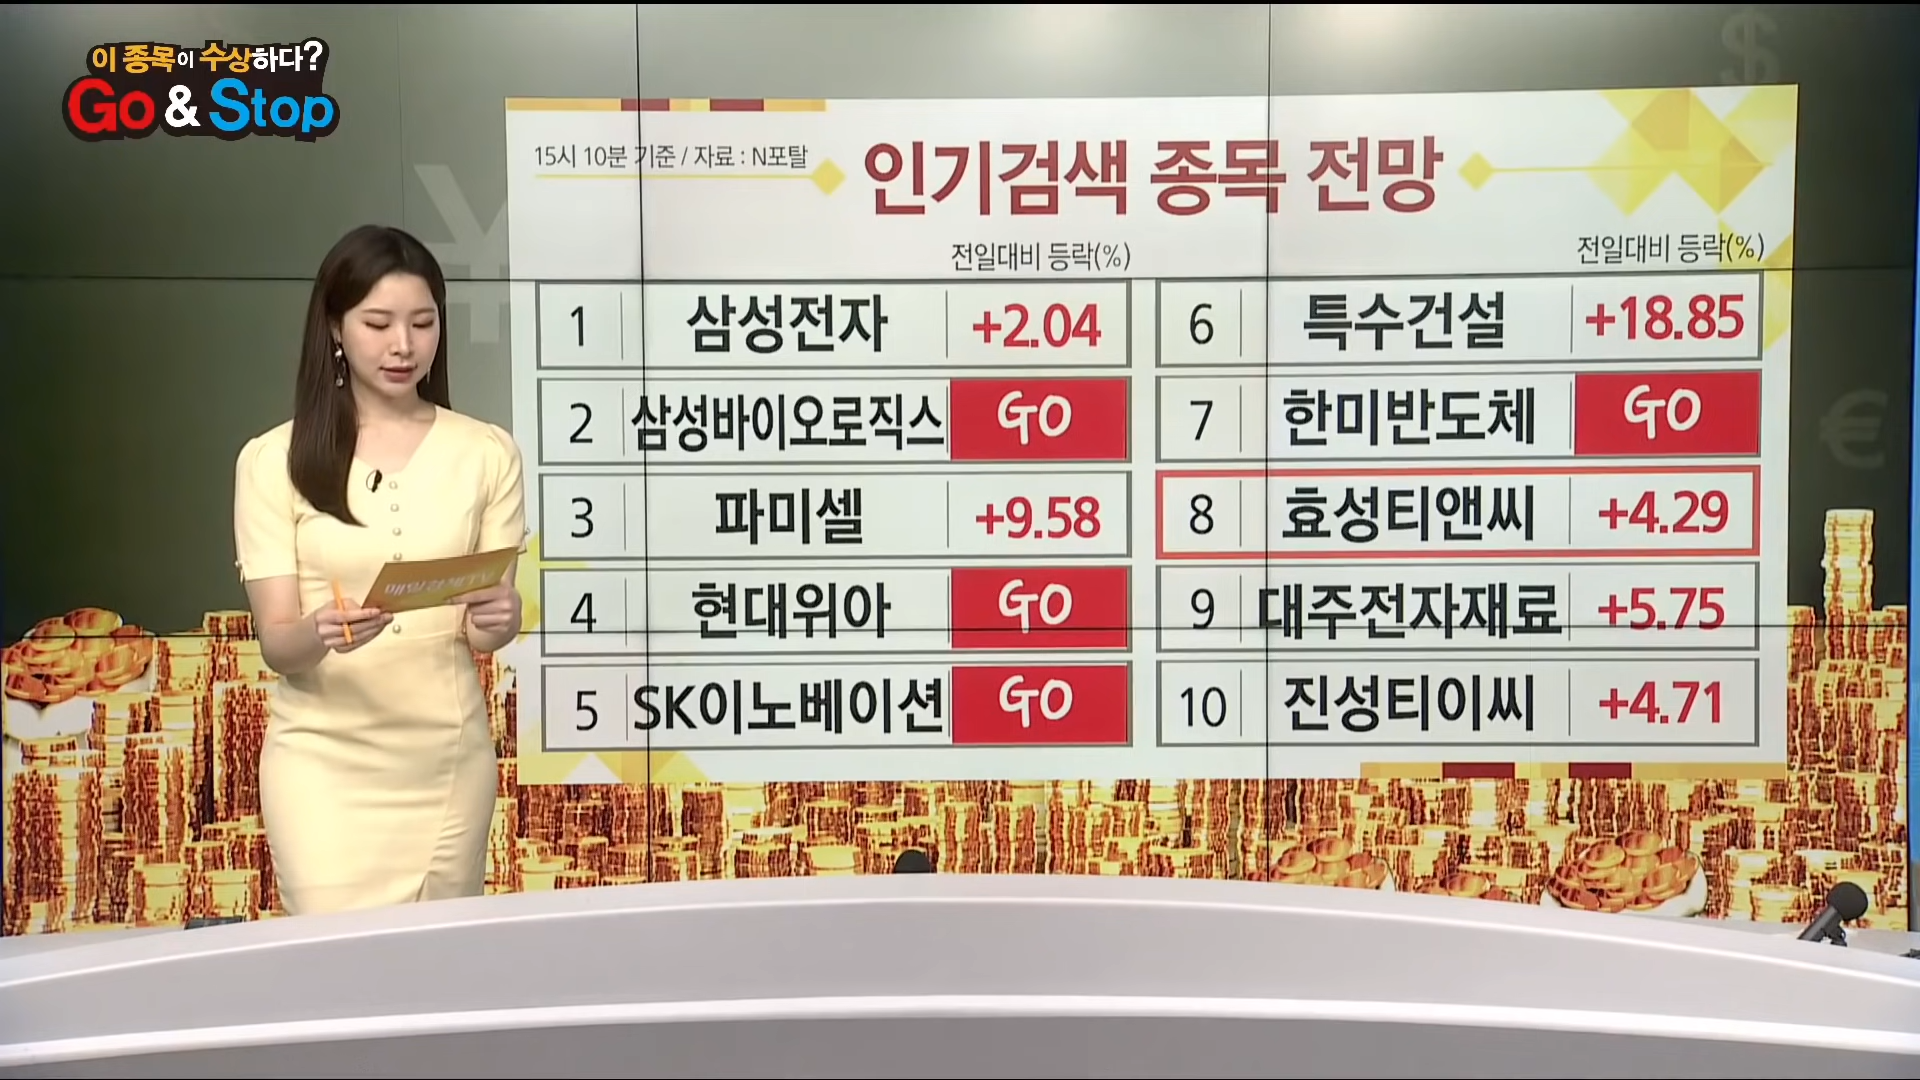 이 종목이 수상하다?
Go & Stop
15시 10분 기준 / 자료 : N포탈
인기검색 종목 전망
전일대비 등락(%)
1 삼성전자 +2.04
2 삼성바이오로직스 GO
3 파미셀 +9.58
4 현대위아 GO
5 SK이노베이션 GO
전일대비 등락(%)
6 특수건설 +18.85
7 한미반도체 GO
8 효성티앤씨 +4.29
9 대주전자재료 +5.75
10 진성티이씨 +4.71